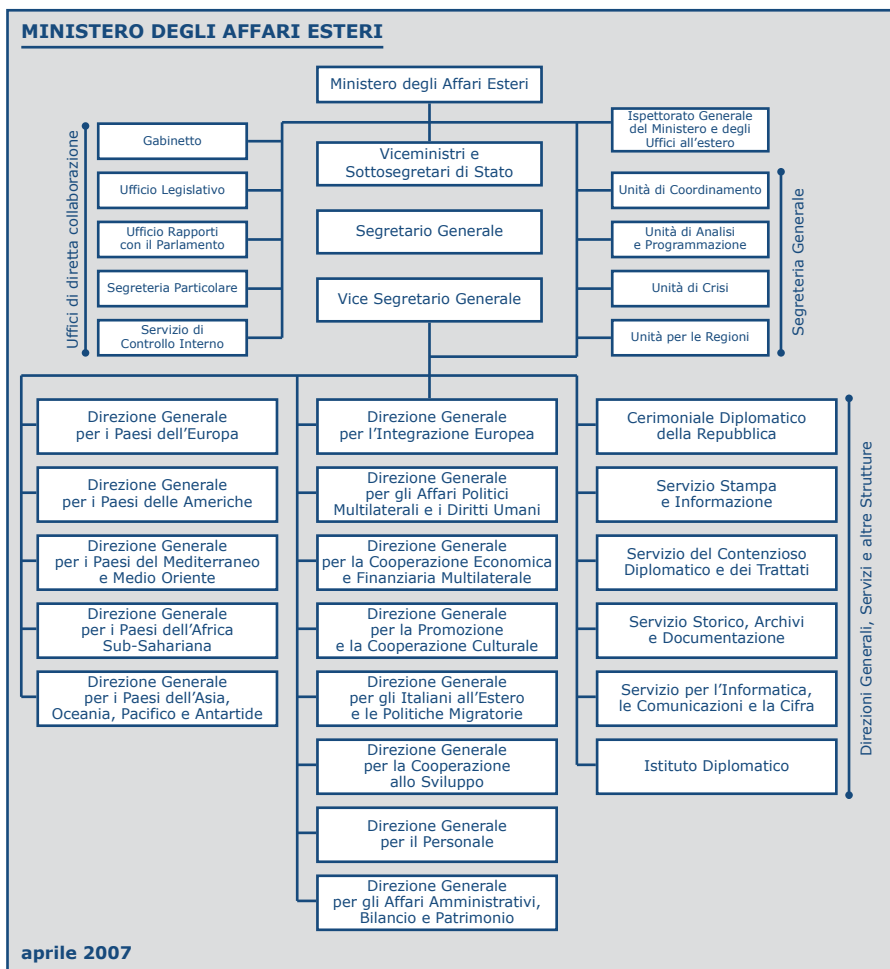 MINISTERO DEGLI AFFARI ESTERI
Ministero degli Affari Esteri
Uffici di diretta collaborazione
Gabinetto
Ufficio Legislativo
Ufficio Rapporti
con il Parlamento
Segreteria Particolare
Servizio di
Controllo Interno
Viceministri e
Sottosegretari di Stato
Segretario Generale
Vice Segretario Generale
Ispettorato Generale
del Ministero e degli
Uffici all'estero
Unità di Coordinamento
Unità di Analisi
e Programmazione
Unità di Crisi
Unità per le Regioni
Segreteria Generale
Direzione Generale
per i Paesi dell'Europa
Direzione Generale
per i Paesi delle Americhe
Direzione Generale
per i Paesi del Mediterraneo
e Medio Oriente
Direzione Generale
per i Paesi dell'Africa
Sub-Sahariana
Direzione Generale
per i Paesi dell'Asia,
Oceania, Pacifico e Antartide
Direzione Generale
per l'Integrazione Europea
Direzione Generale
per gli Affari Politici
Multilaterali e i Diritti Umani
Direzione Generale
per la Cooperazione Economica
e Finanziaria Multilaterale
Direzione Generale
per la Promozione
e la Cooperazione Culturale
Direzione Generale
per gli Italiani all'Estero
e le Politiche Migratorie
Direzione Generale
per la Cooperazione
allo Sviluppo
Direzione Generale
per il Personale
Direzione Generale
per gli Affari Amministrativi,
Bilancio e Patrimonio
Cerimoniale Diplomatico
della Repubblica
Servizio Stampa
e Informazione
Servizio del Contenzioso
Diplomatico e dei Trattati
Servizio Storico, Archivi
e Documentazione
Servizio per l'Informatica,
le Comunicazioni e la Cifra
Istituto Diplomatico
Direzioni Generali, Servizi e altre Strutture
aprile 2007